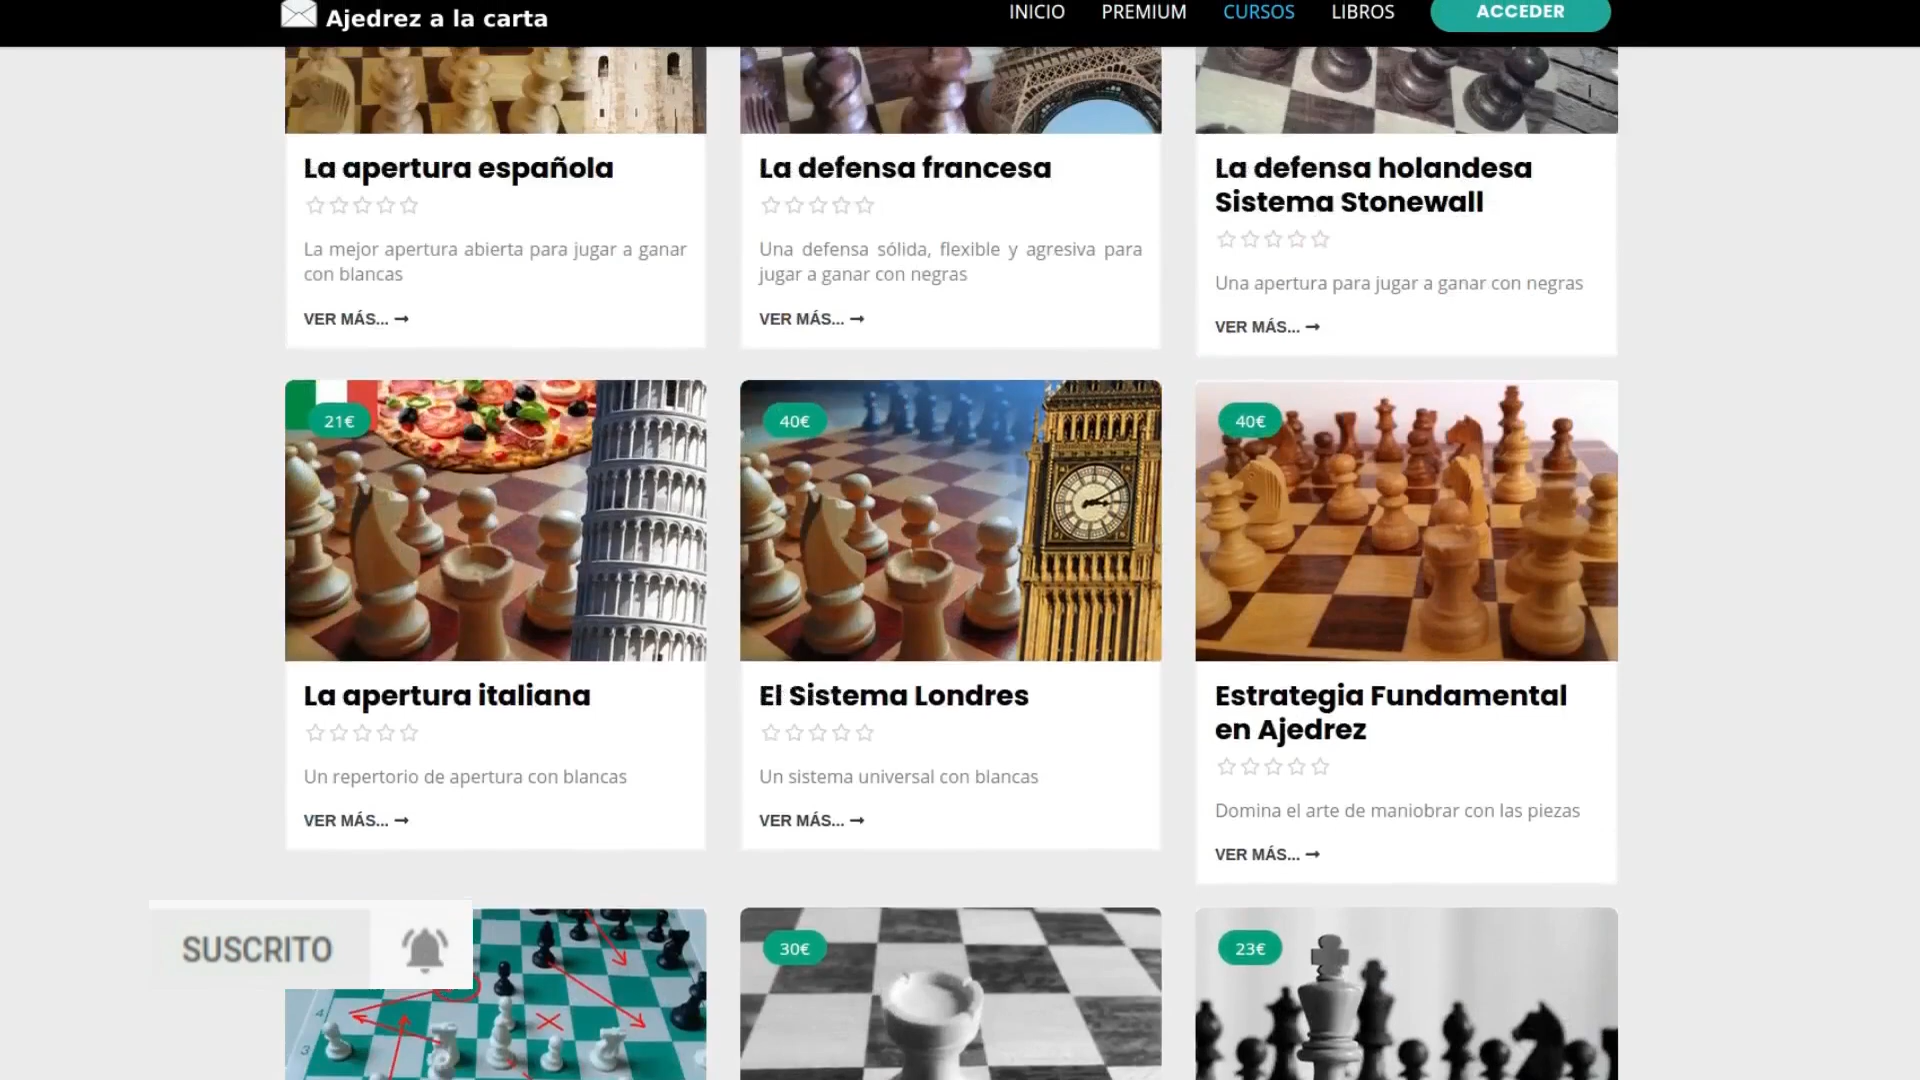 Ajedrez a la carta
INICIO
PREMIUM
CURSOS
LIBROS
ACCEDER
La apertura española
La mejor apertura abierta para jugar a ganar
con blancas
VER MÁS...
La defensa francesa
Una defensa sólida, flexible y agresiva para
jugar a ganar con negras
VER MÁS...
La defensa holandesa
Sistema Stonewall
Una apertura para jugar a ganar con negras
VER MÁS...
21€
La apertura italiana
Un repertorio de apertura con blancas
VER MÁS...
40€
El Sistema Londres
Un sistema universal con blancas
VER MÁS...
40€
Estrategia Fundamental
en Ajedrez
Domina el arte de maniobrar con las piezas
VER MÁS...
SUSCRITO
4
3
30€
23€